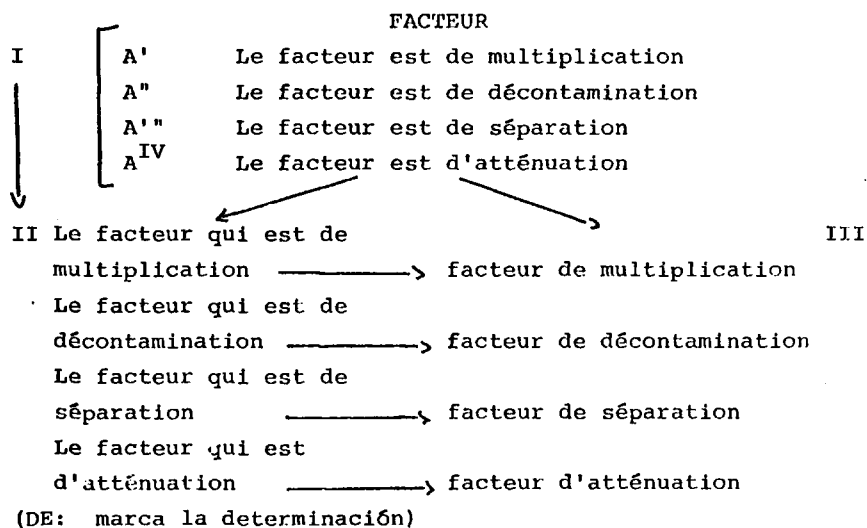 FACTEUR
I A' Le facteur est de multiplication
A" Le facteur est de décontamination
A'" Le facteur est de séparation
A^IV Le facteur est d'atténuation
II Le facteur qui est de III
multiplication → facteur de multiplication
Le facteur qui est de
décontamination → facteur de décontamination
Le facteur qui est de
séparation → facteur de séparation
Le facteur qui est
d'atténuation → facteur d'atténuation
(DE: marca la determinación)